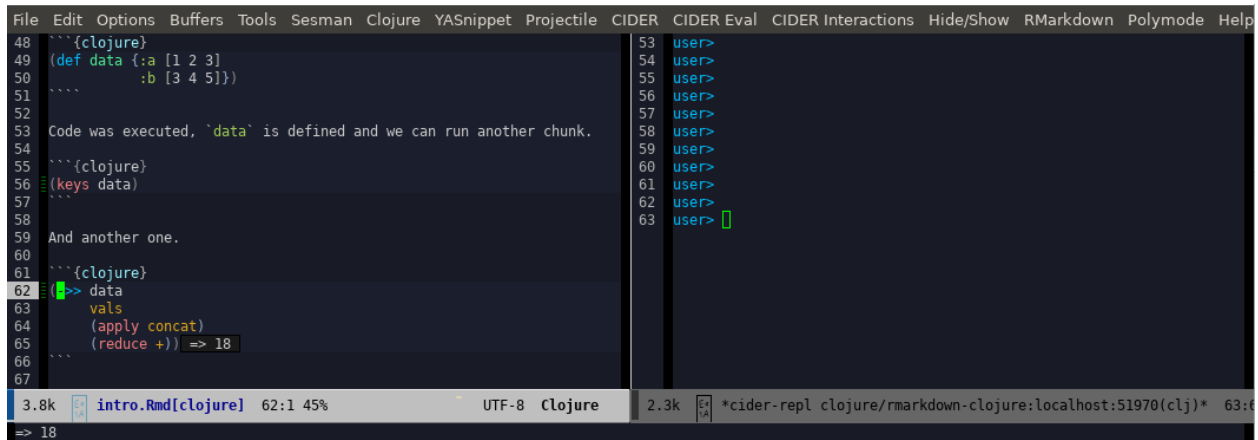 File Edit Options Buffers Tools Sesman Clojure YASnippet Projectile CIDER CIDER Eval CIDER Interactions Hide/Show RMarkdown Polymode Help
48 ```{clojure}
49 (def data {:a [1 2 3]
50 :b [3 4 5]})
51 ````
52
53 Code was executed, `data` is defined and we can run another chunk.
54
55 ```{clojure}
56 (keys data)
57 ```
58
59 And another one.
60
61 ```{clojure}
62 (->> data
63 vals
64 (apply concat)
65 (reduce +)) => 18
66 ```
67
3.8k intro.Rmd[clojure] 62:1 45% UTF-8 Clojure
53 user>
54 user>
55 user>
56 user>
57 user>
58 user>
59 user>
60 user>
61 user>
62 user>
63 user>
2.3k *cider-repl clojure/rmarkdown-clojure:localhost:51970(clj)* 63:6
=> 18